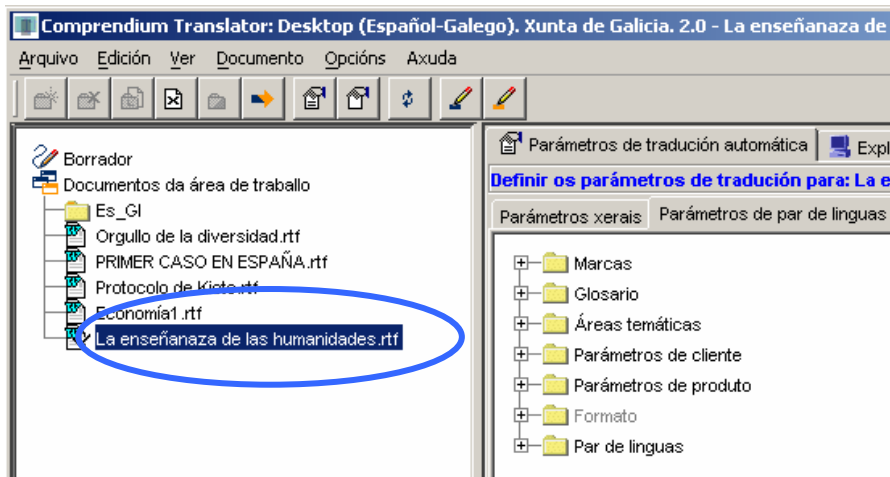 Compendium Translator: Desktop (Español-Galego). Xunta de Galicia. 2.0 - La enseñanaza de
Arquivo Edición Ver Documento Opcións Axuda
Borrador
Documentos da área de traballo
Es_Gl
Orgullo de la diversidad.rtf
PRIMER CASO EN ESPAÑA.rtf
Protocolo de Kioto.rtf
Economía1.rtf
La enseñanaza de las humanidades.rtf
Parámetros de tradución automática Expl
Definir os parámetros de tradución para: La e
Parámetros xerais Parámetros de par de linguas
Marcas
Glosario
Áreas temáticas
Parámetros de cliente
Parámetros de produto
Formato
Par de linguas